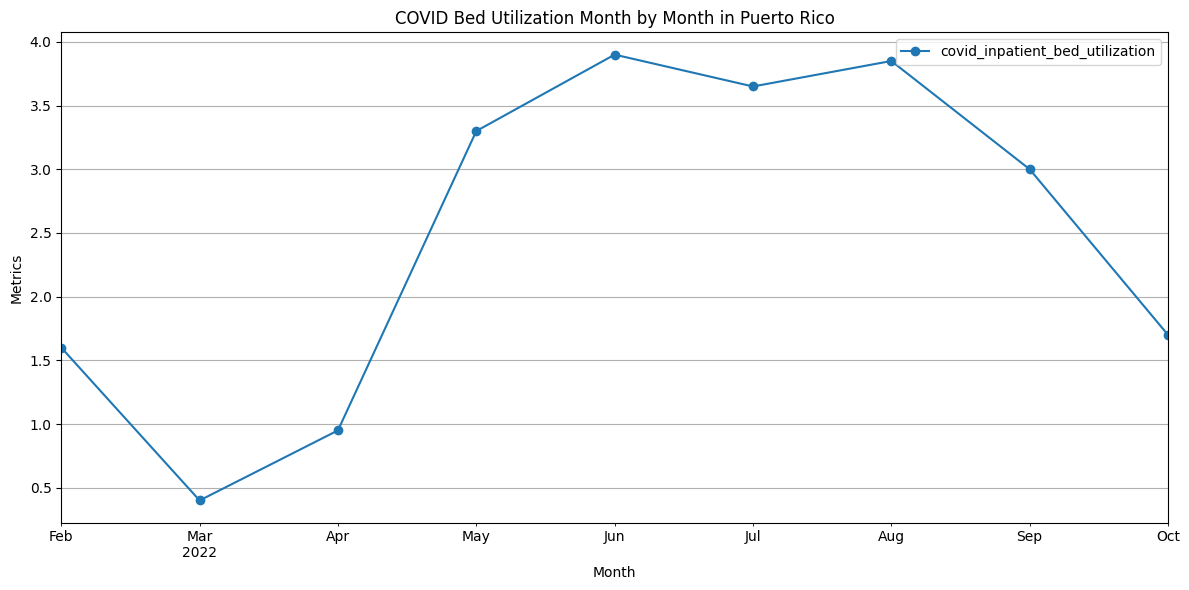 COVID Bed Utilization Month by Month in Puerto Rico
covid_inpatient_bed_utilization
Metrics
4.0
3.5
3.0
2.5
2.0
1.5
1.0
0.5
Feb Mar Apr May Jun Jul Aug Sep Oct
2022
Month